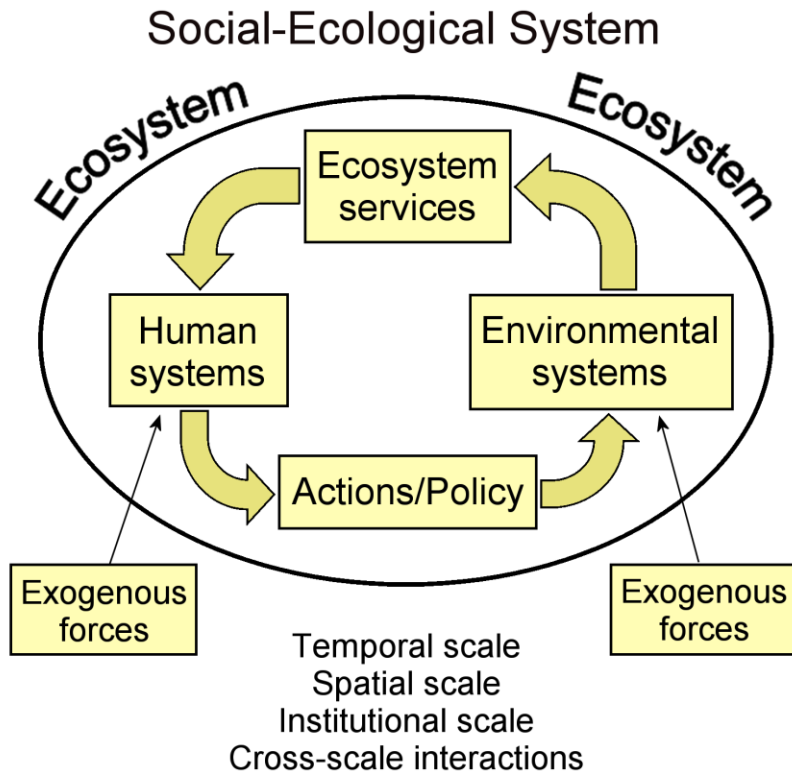 Social-Ecological System
Ecosystem
Ecosystem
Ecosystem
services
Human
systems
Environmental
systems
Actions/Policy
Exogenous
forces
Exogenous
forces
Temporal scale
Spatial scale
Institutional scale
Cross-scale interactions